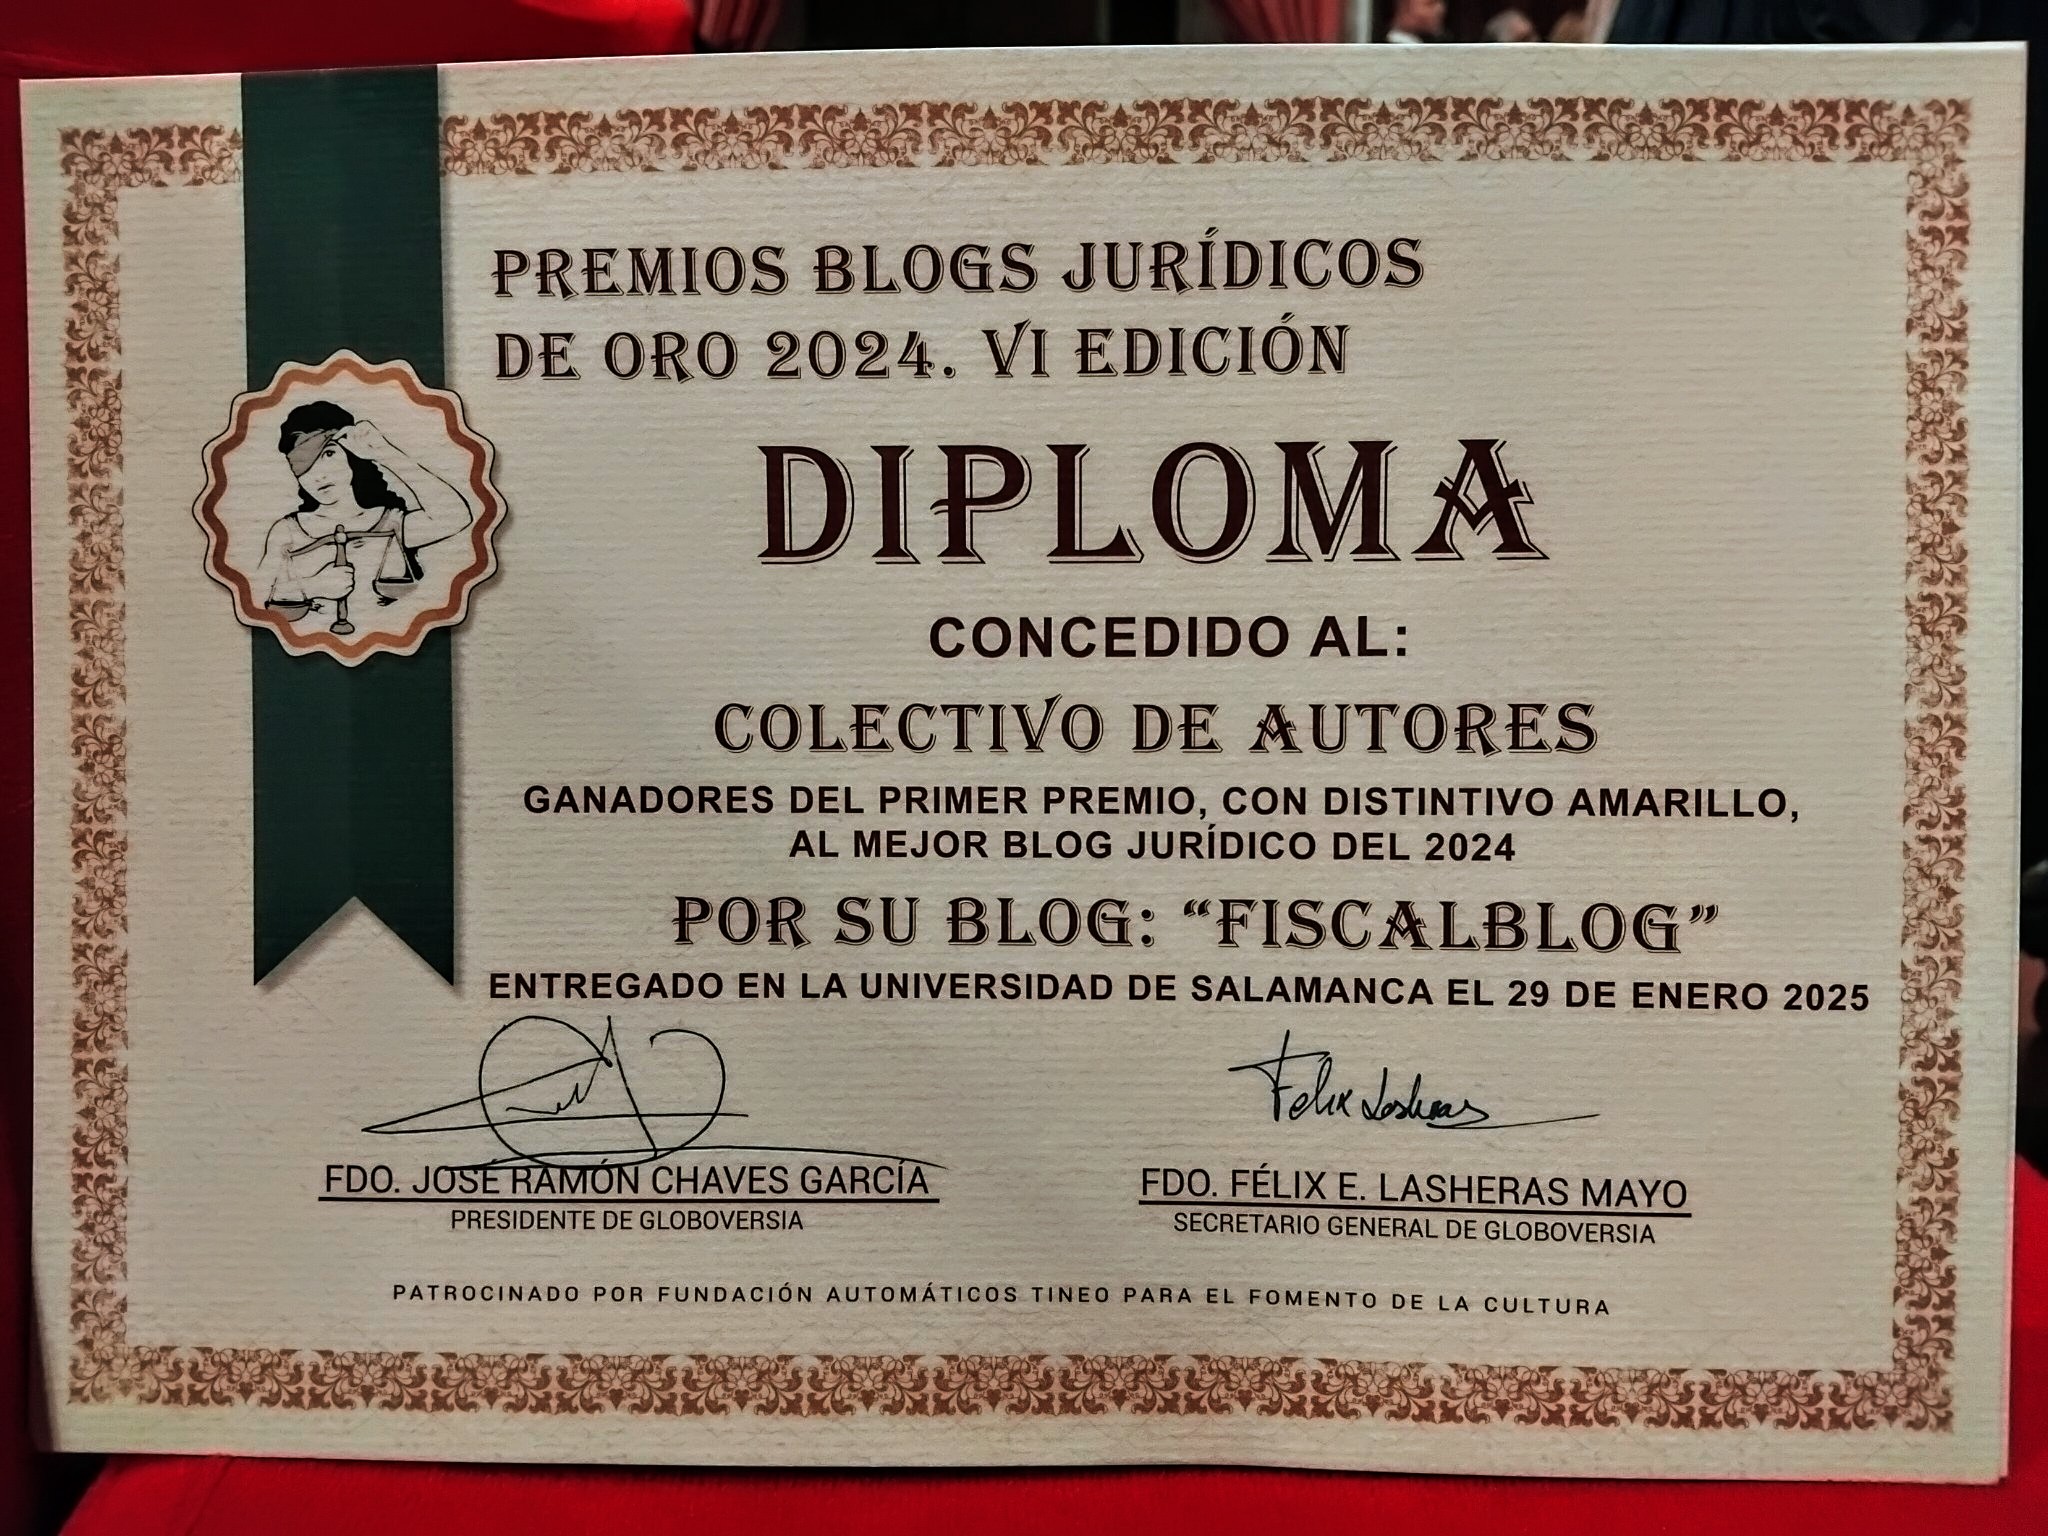 PREMIOS BLOGS JURÍDICOS
DE ORO 2024. VI EDICIÓN
DIPLOMA
CONCEDIDO AL:
COLECTIVO DE AUTORES
GANADORES DEL PRIMER PREMIO, CON DISTINTIVO AMARILLO,
AL MEJOR BLOG JURÍDICO DEL 2024
POR SU BLOG: “FISCALBLOG”
ENTREGADO EN LA UNIVERSIDAD DE SALAMANCA EL 29 DE ENERO 2025
Félix Lasheras
FDO. JOSÉ RAMÓN CHAVES GARCÍA
PRESIDENTE DE GLOBOVERSIA
FDO. FÉLIX E. LASHERAS MAYO
SECRETARIO GENERAL DE GLOBOVERSIA
PATROCINADO POR FUNDACIÓN AUTOMÁTICOS TINEO PARA EL FOMENTO DE LA CULTURA